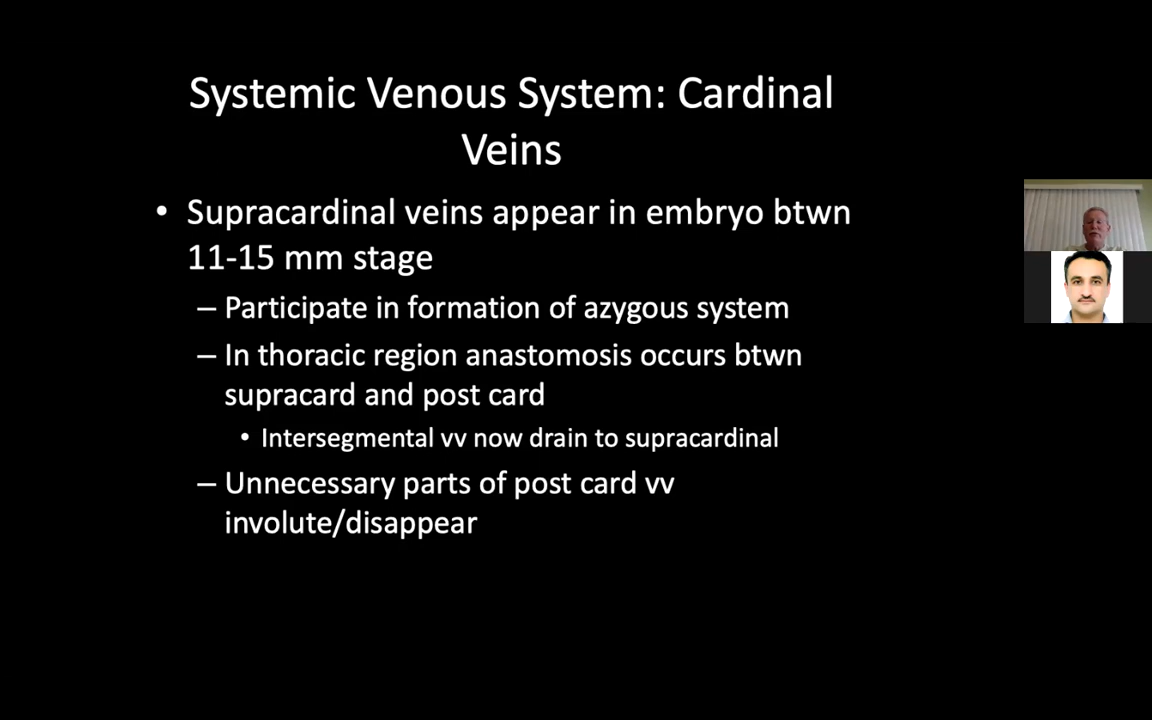 Systemic Venous System: Cardinal
Veins
• Supracardinal veins appear in embryo btwn
11-15 mm stage
– Participate in formation of azygous system
– In thoracic region anastomosis occurs btwn
supracard and post card
• Intersegmental vv now drain to supracardinal
– Unnecessary parts of post card vv
involute/disappear